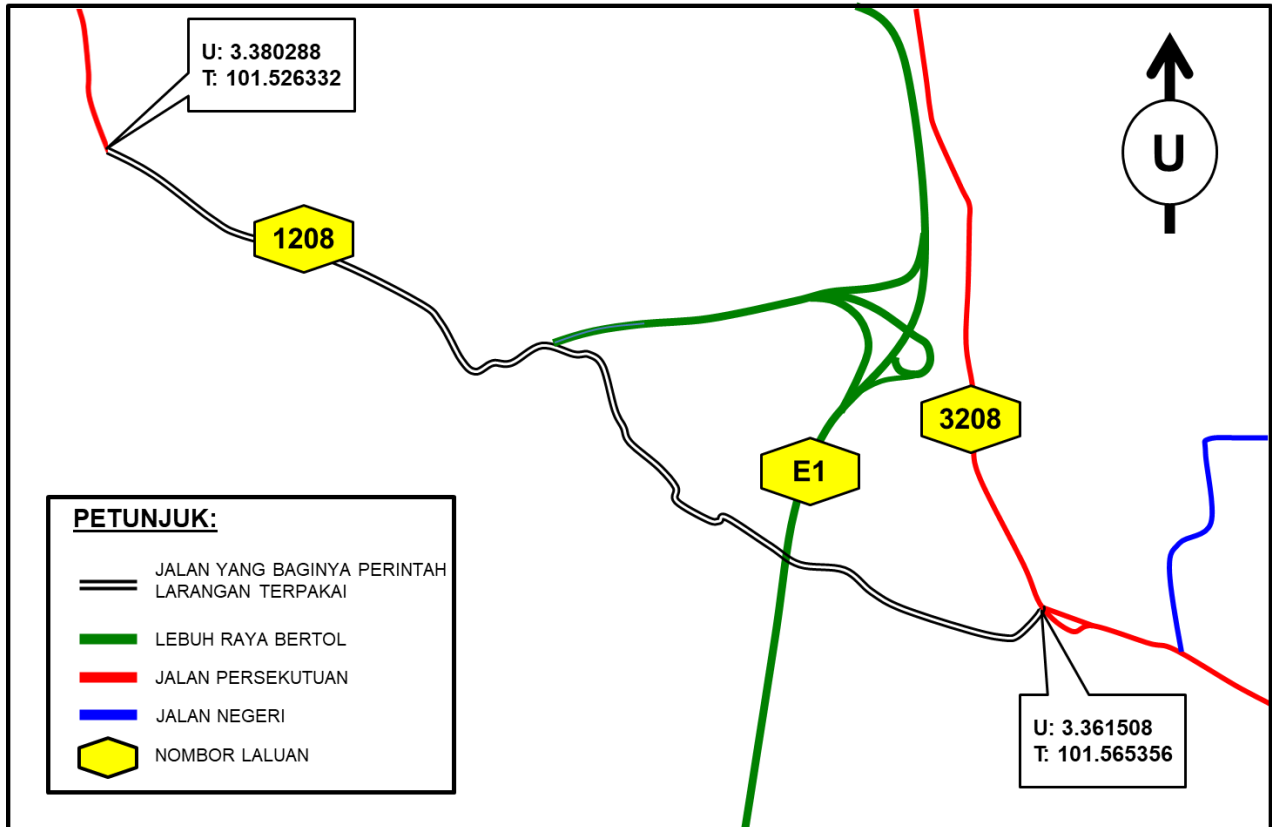 U: 3.380288
T: 101.526332
U
1208
3208
E1
PETUNJUK:
JALAN YANG BAGINYA PERINTAH
LARANGAN TERPAKAI
LEBUH RAYA BERTOL
JALAN PERSEKUTUAN
JALAN NEGERI
NOMBOR LALUAN
U: 3.361508
T: 101.565356